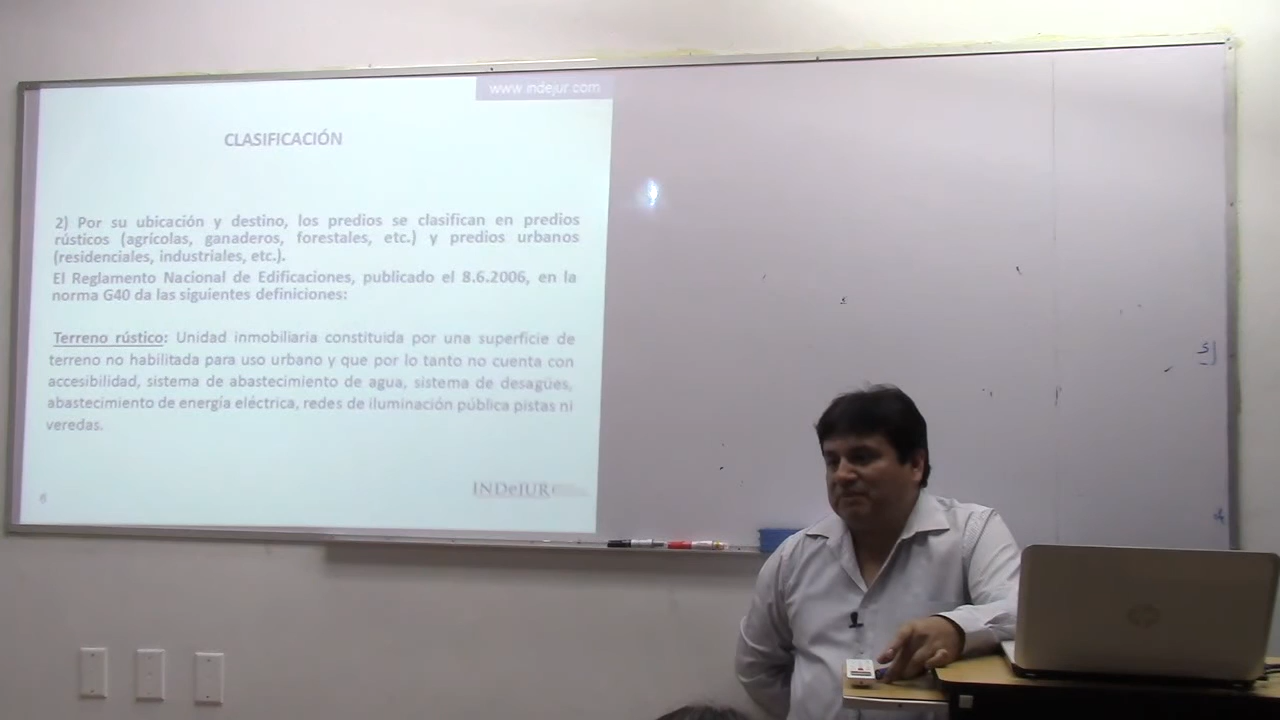 www.indejur.com
CLASIFICACIÓN
2) Por su ubicación y destino, los predios se clasifican en predios
rústicos (agrícolas, ganaderos, forestales, etc.) y predios urbanos
(residenciales, industriales, etc.).
El Reglamento Nacional de Edificaciones, publicado el 8.6.2006, en la
norma G40 da las siguientes definiciones:
Terreno rústico: Unidad inmobiliaria constituida por una superficie de
terreno no habilitada para uso urbano y que por lo tanto no cuenta con
accesibilidad, sistema de abastecimiento de agua, sistema de desagües,
abastecimiento de energía eléctrica, redes de iluminación pública pistas ni
veredas.
INDeJUR
6
hp